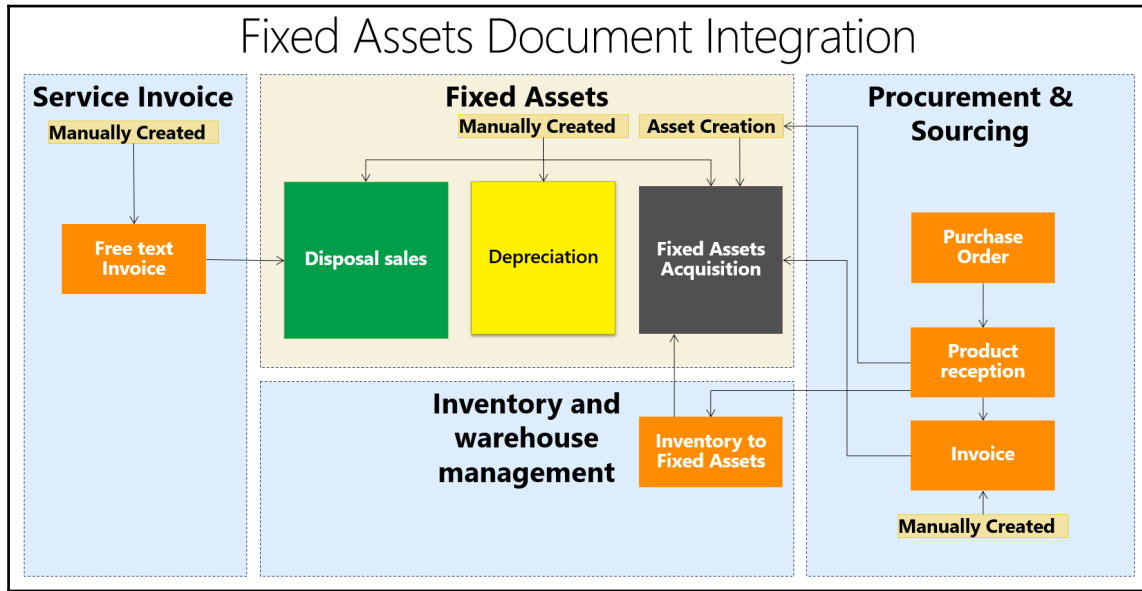 Fixed Assets Document Integration
Service Invoice
Manually Created
Free text
Invoice
Fixed Assets
Manually Created
Asset Creation
Disposal sales
Depreciation
Fixed Assets
Acquisition
Inventory and
warehouse
management
Inventory to
Fixed Assets
Procurement &
Sourcing
Purchase
Order
Product
reception
Invoice
Manually Created